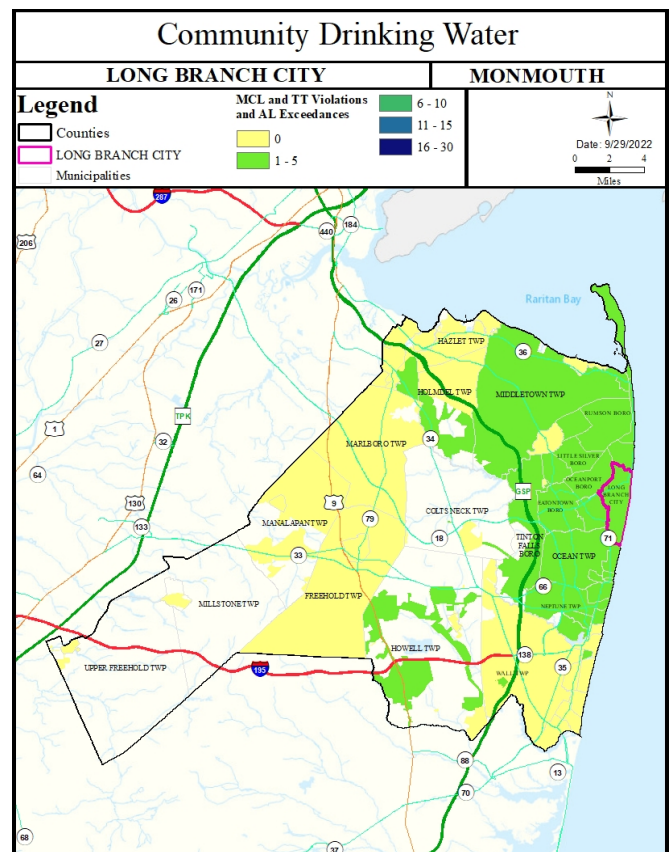 Community Drinking Water
LONG BRANCH CITY
MONMOUTH
Legend
Counties
LONG BRANCH CITY
Municipalities
MCL and TT Violations
and AL Exceedances
0
1 - 5
6 - 10
11 - 15
16 - 30
N
Date: 9/29/2022
0 2 4
Miles
287
206
440
184
171
26
27
Raritan Bay
HAZLET TWP
36
HOLMDEL TWP
MIDDLETOWN TWP
RUMSON BORO
TPK
1
32
34
MARLBORO TWP
LITTLE SILVER
BORO
64
OCEANPORT
BORO
LONG
BRANCH
CITY
GSP
130
9
EATONTOWN
BORO
133
MANALAPAN TWP
79
COLTS NECK TWP
18
TINTON
FALLS
BORO
71
33
OCEAN TWP
66
MILLSTONE TWP
FREEHOLD TWP
NEPTUNE TWP
HOWELL TWP
138
35
UPPER FREEHOLD TWP
195
WALL TWP
88
13
70
68
37